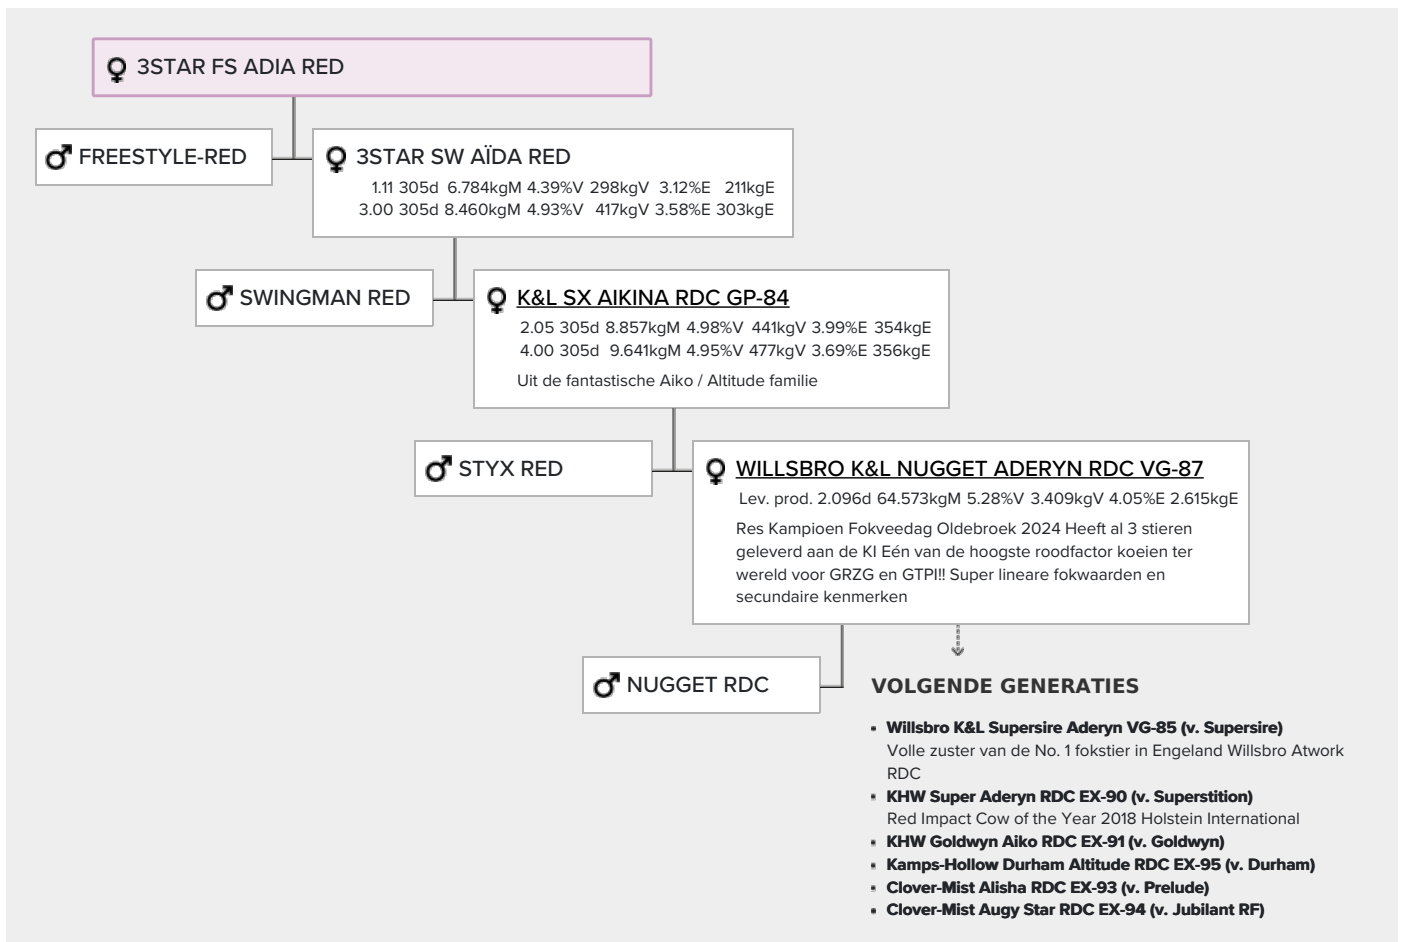 3STAR FS ADIA RED
FREESTYLE-RED
3STAR SW AÏDA RED
1.11 305d 6.784kgM 4.39%V 298kgV 3.12%E 211kgE
3.00 305d 8.460kgM 4.93%V 417kgV 3.58%E 303kgE
SWINGMAN RED
K&L SX AIKINA RDC GP-84
2.05 305d 8.857kgM 4.98%V 441kgV 3.99%E 354kgE
4.00 305d 9.641kgM 4.95%V 477kgV 3.69%E 356kgE
Uit de fantastische Aiko / Altitude familie
STYX RED
WILLSBRO K&L NUGGET ADERYN RDC VG-87
Lev. prod. 2.096d 64.573kgM 5.28%V 3.409kgV 4.05%E 2.615kgE
Res Kampioen Fokveedag Oldebroek 2024 Heeft al 3 stieren
geleverd aan de KI Eén van de hoogste roodfactor koeien ter
wereld voor GRZG en GTPI!! Super lineare fokwaarden en
secundaire kenmerken
NUGGET RDC
VOLGENDE GENERATIES
Willsbro K&L Supersire Aderyn VG-85 (v. Supersire)
Volle zuster van de No. 1 fokstier in Engeland Willsbro Atwork
RDC
KHW Super Aderyn RDC EX-90 (v. Superstition)
Red Impact Cow of the Year 2018 Holstein International
KHW Goldwyn Aiko RDC EX-91 (v. Goldwyn)
Kamps-Hollow Durham Altitude RDC EX-95 (v. Durham)
Clover-Mist Alisha RDC EX-93 (v. Prelude)
Clover-Mist Augy Star RDC EX-94 (v. Jubilant RF)